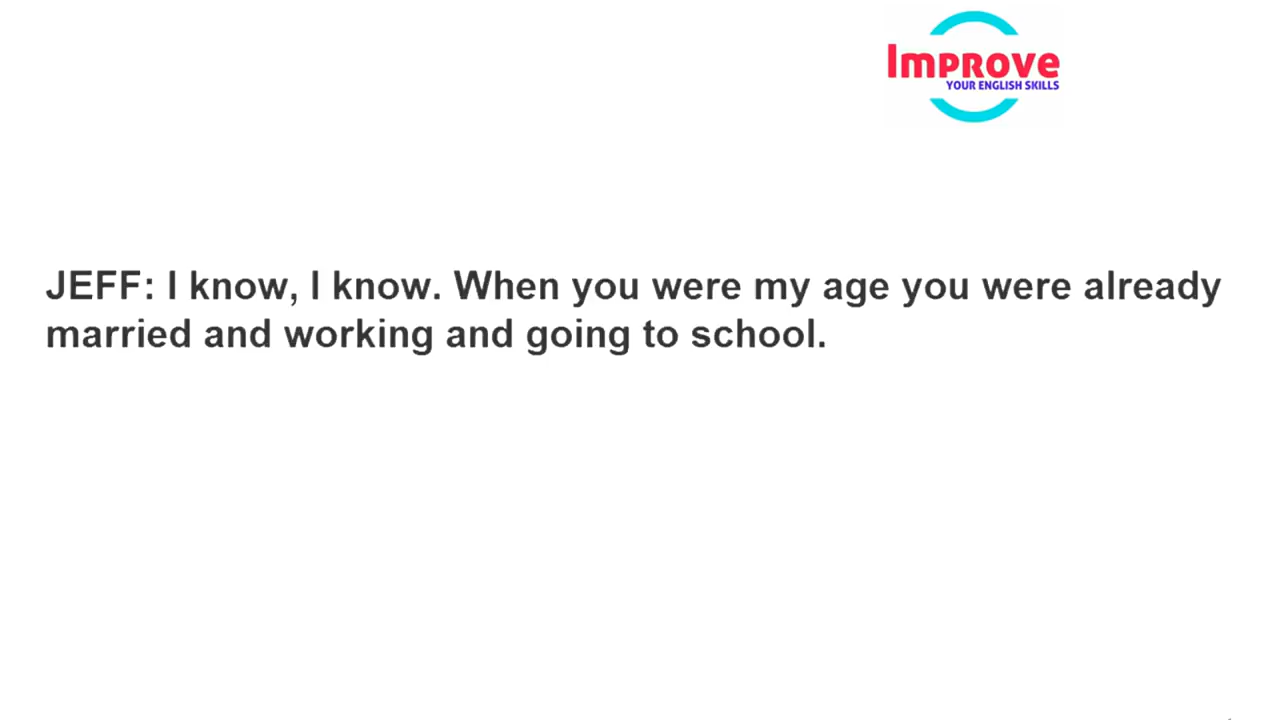 Improve
YOUR ENGLISH SKILLS
JEFF: I know, I know. When you were my age you were already
married and working and going to school.